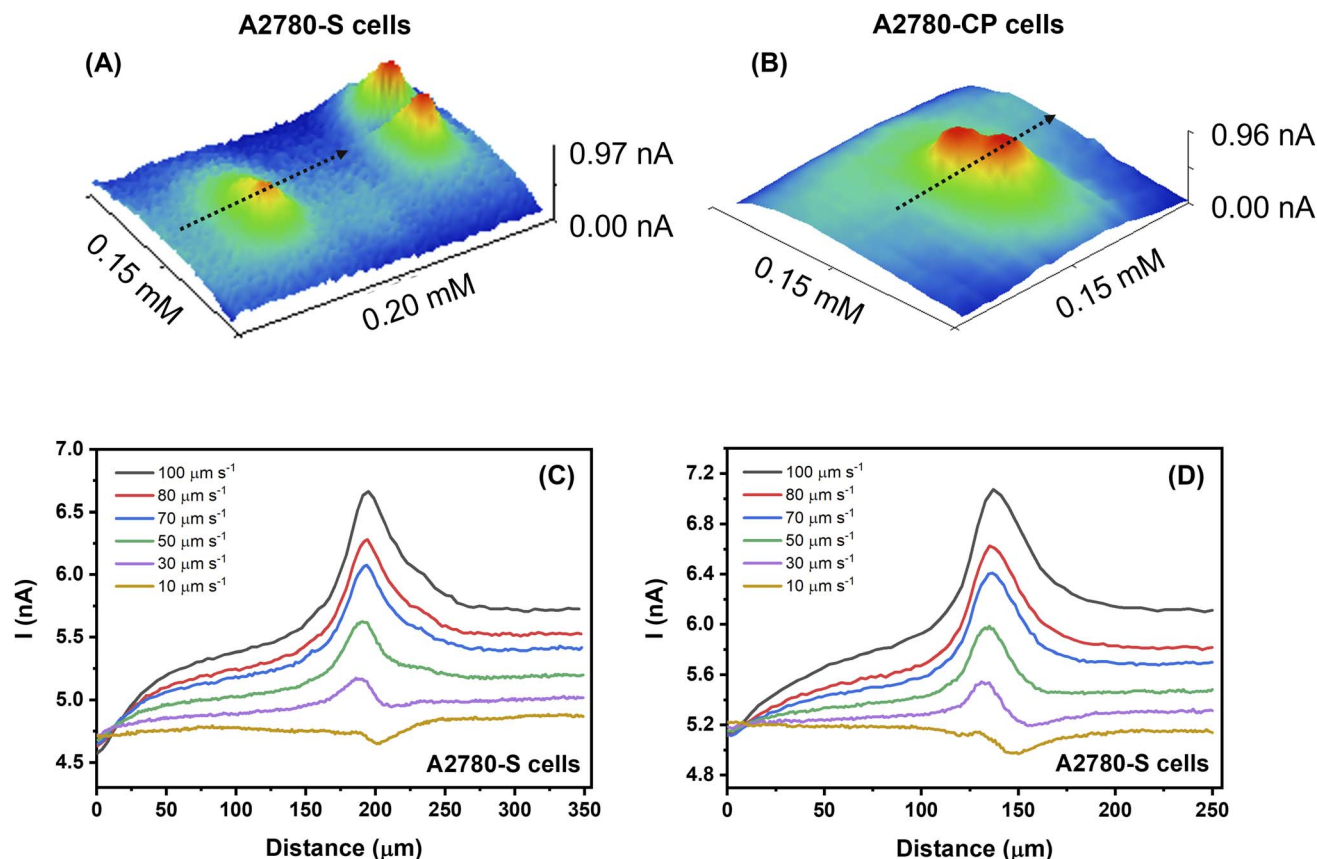 A2780-S cells
A2780-CP cells
(A)
0.97 nA
0.00 nA
0.15 mM
0.20 mM
(B)
0.96 nA
0.00 nA
0.15 mM
0.15 mM
(C)
I (nA)
7.0
6.5
6.0
5.5
5.0
4.5
100 μm s⁻¹
80 μm s⁻¹
70 μm s⁻¹
50 μm s⁻¹
30 μm s⁻¹
10 μm s⁻¹
A2780-S cells
0 50 100 150 200 250 300 350
Distance (μm)
(D)
I (nA)
7.2
6.8
6.4
6.0
5.6
5.2
4.8
100 μm s⁻¹
80 μm s⁻¹
70 μm s⁻¹
50 μm s⁻¹
30 μm s⁻¹
10 μm s⁻¹
A2780-S cells
0 50 100 150 200 250
Distance (μm)